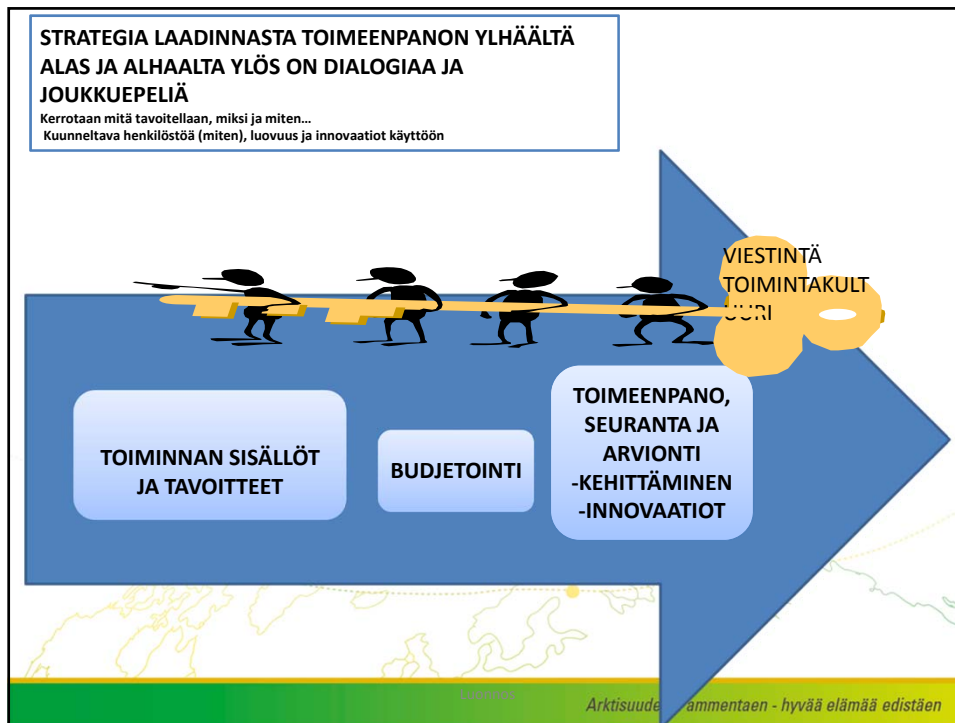 STRATEGIA LAADINNASTA TOIMEENPANON YLHÄÄLTÄ
ALAS JA ALHAALTA YLÖS ON DIALOGIAA JA
JOUKKUEPELIÄ
Kerrotaan mitä tavoitellaan, miksi ja miten…
Kuunneltava henkilöstöä (miten), luovuus ja innovaatiot käyttöön
VIESTINTÄ
TOIMINTAKULT
UURI
TOIMINNAN SISÄLLÖT
JA TAVOITTEET
BUDJETOINTI
TOIMEENPANO,
SEURANTA JA
ARVIONTI
-KEHITTÄMINEN
-INNOVAATIOT
ammentaen - hyvää elämää edistäen